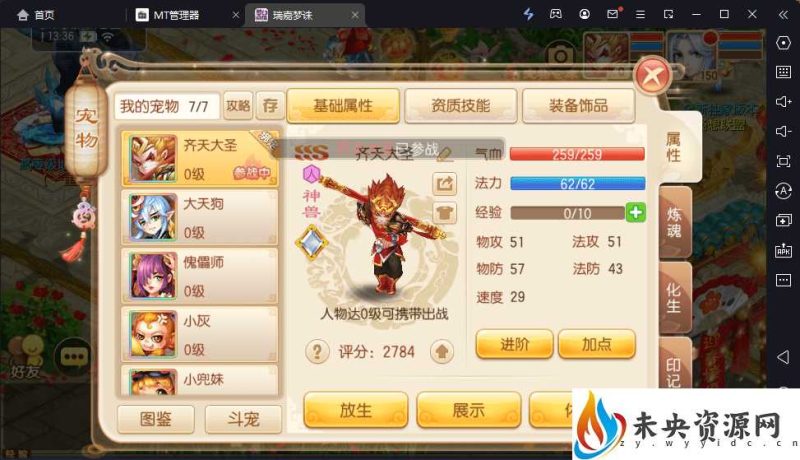 首页
MT管理器
瑞嘉梦诛
13:36
150
宠物
我的宠物 7/7
攻略
存
基础属性
资质技能
装备饰品
齐天大圣
0级
参战中
大天狗
0级
傀儡师
0级
小灰
0级
小兜妹
图鉴
斗宠
SSS
齐天大圣
已参战
人
神兽
人物达0级可携带出战
评分：2784
气血 259/259
法力 62/62
经验 0/10
物攻 51 法攻 51
物防 57 法防 43
速度 29
进阶
加点
放生
展示
休
属性
炼魂
化生
印记
好友
未央资源网
zy.wyyidc.cn